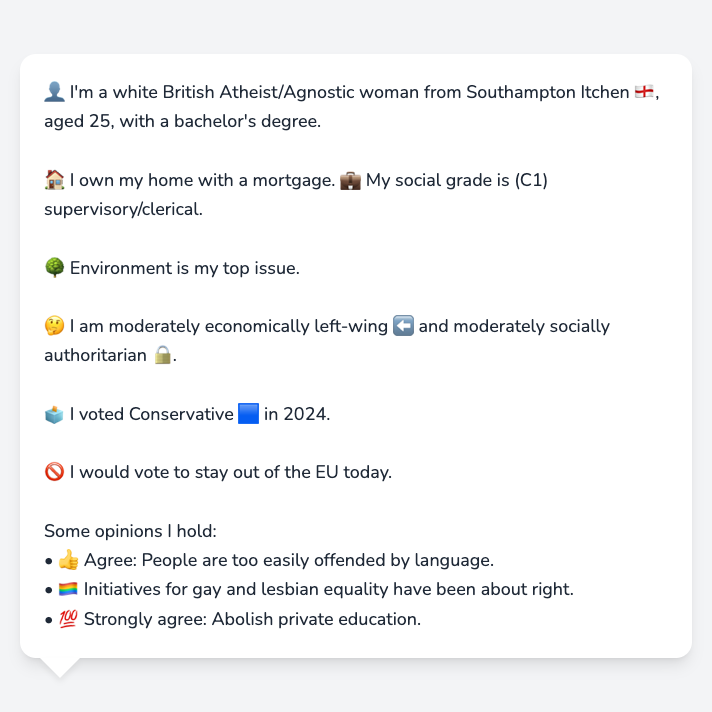 👤 I'm a white British Atheist/Agnostic woman from Southampton Itchen 🏴󠁧󠁢󠁥󠁮󠁧󠁿,
aged 25, with a bachelor's degree.
🏠 I own my home with a mortgage. 💼 My social grade is (C1)
supervisory/clerical.
🌳 Environment is my top issue.
🤔 I am moderately economically left-wing ⬅️ and moderately socially
authoritarian 🔒.
🗳️ I voted Conservative 🟦 in 2024.
🚫 I would vote to stay out of the EU today.
Some opinions I hold:
• 👍 Agree: People are too easily offended by language.
• 🏳️‍🌈 Initiatives for gay and lesbian equality have been about right.
• 💯 Strongly agree: Abolish private education.